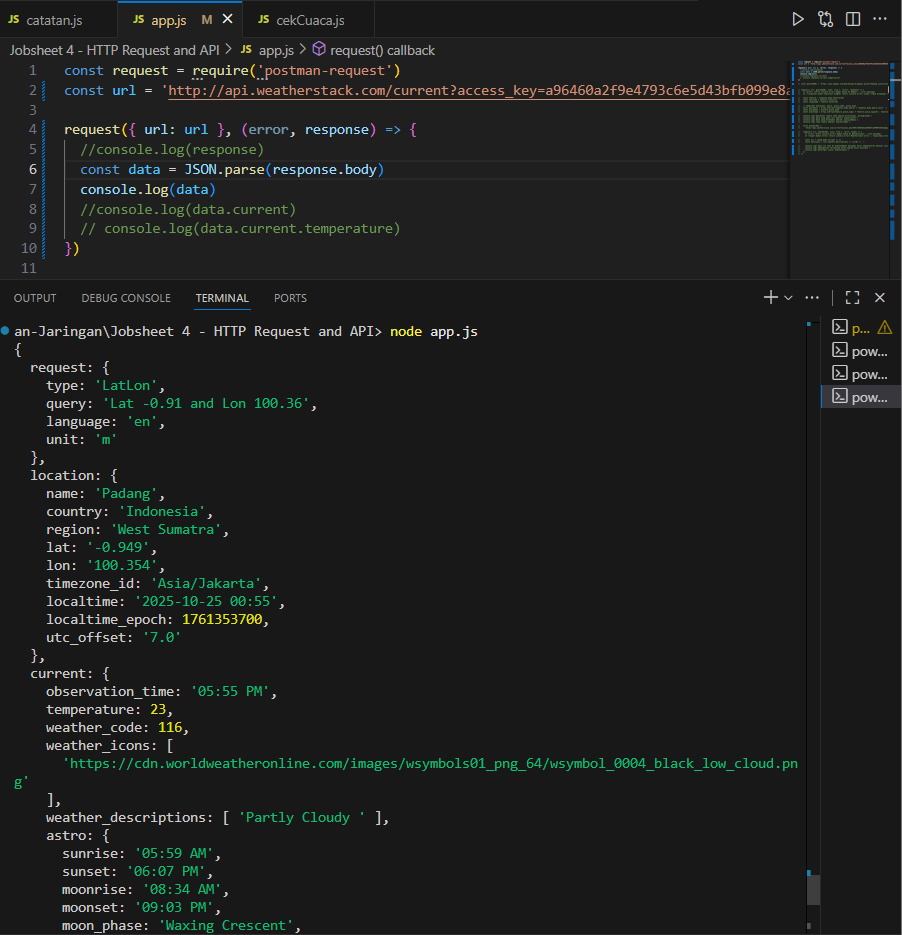 JS catatan.js JS app.js M JS cekCuaca.js
Jobsheet 4 - HTTP Request and API > JS app.js > request() callback
1 const request = require('postman-request')
2 const url = 'http://api.weatherstack.com/current?access_key=a96460a2f9e4793c6e5d43bfb099e8a
3
4 request({ url: url }, (error, response) => {
5 //console.log(response)
6 const data = JSON.parse(response.body)
7 console.log(data)
8 //console.log(data.current)
9 // console.log(data.current.temperature)
10 })
11
OUTPUT DEBUG CONSOLE TERMINAL PORTS
an-Jaringan\Jobsheet 4 - HTTP Request and API> node app.js
{
request: {
type: 'LatLon',
query: 'Lat -0.91 and Lon 100.36',
language: 'en',
unit: 'm'
},
location: {
name: 'Padang',
country: 'Indonesia',
region: 'West Sumatra',
lat: '-0.949',
lon: '100.354',
timezone_id: 'Asia/Jakarta',
localtime: '2025-10-25 00:55',
localtime_epoch: 1761353700,
utc_offset: '7.0'
},
current: {
observation_time: '05:55 PM',
temperature: 23,
weather_code: 116,
weather_icons: [
'https://cdn.worldweatheronline.com/images/wsymbols01_png_64/wsymbol_0004_black_low_cloud.pn
g'
],
weather_descriptions: [ 'Partly Cloudy ' ],
astro: {
sunrise: '05:59 AM',
sunset: '06:07 PM',
moonrise: '08:34 AM',
moonset: '09:03 PM',
moon_phase: 'Waxing Crescent',
p...
pow...
pow...
pow...